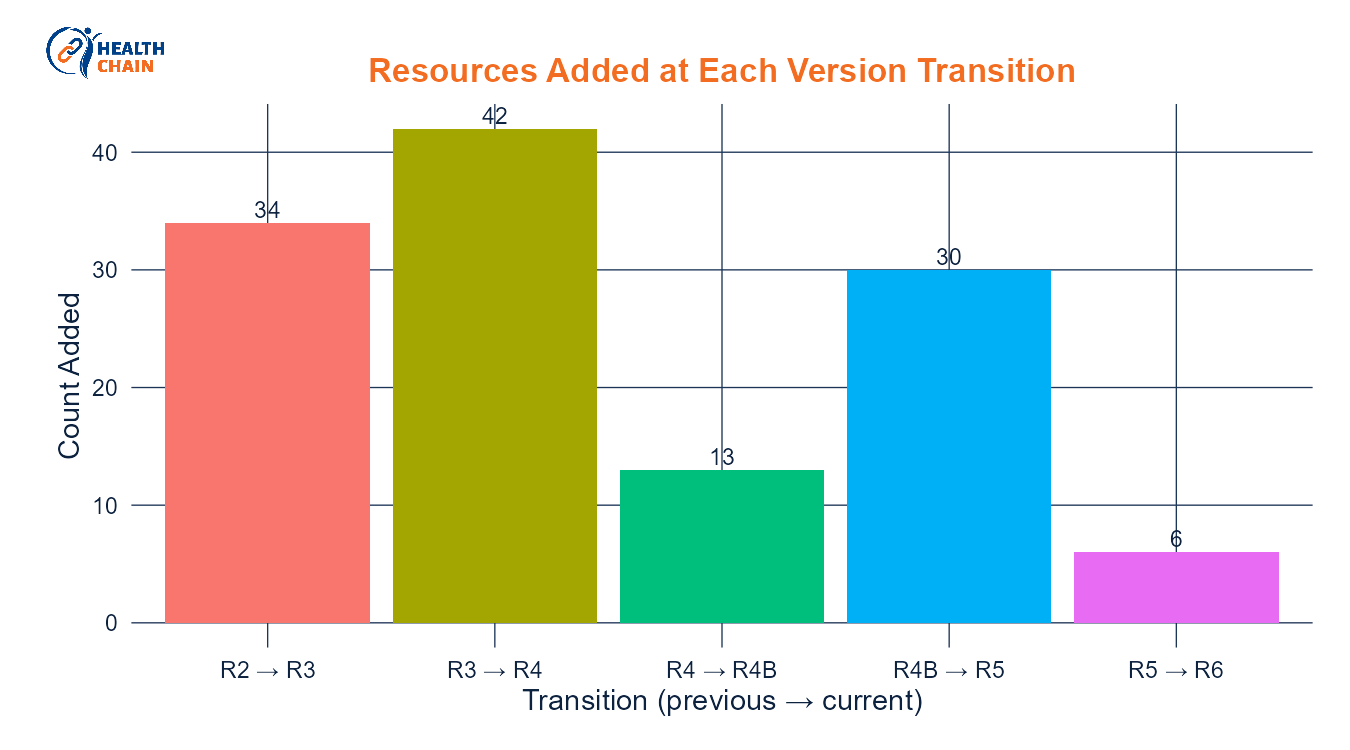 HEALTH
CHAIN
Resources Added at Each Version Transition
42
40
34
30
30
Count Added
20
13
10
6
0
R2 → R3
R3 → R4
R4 → R4B
R4B → R5
R5 → R6
Transition (previous → current)